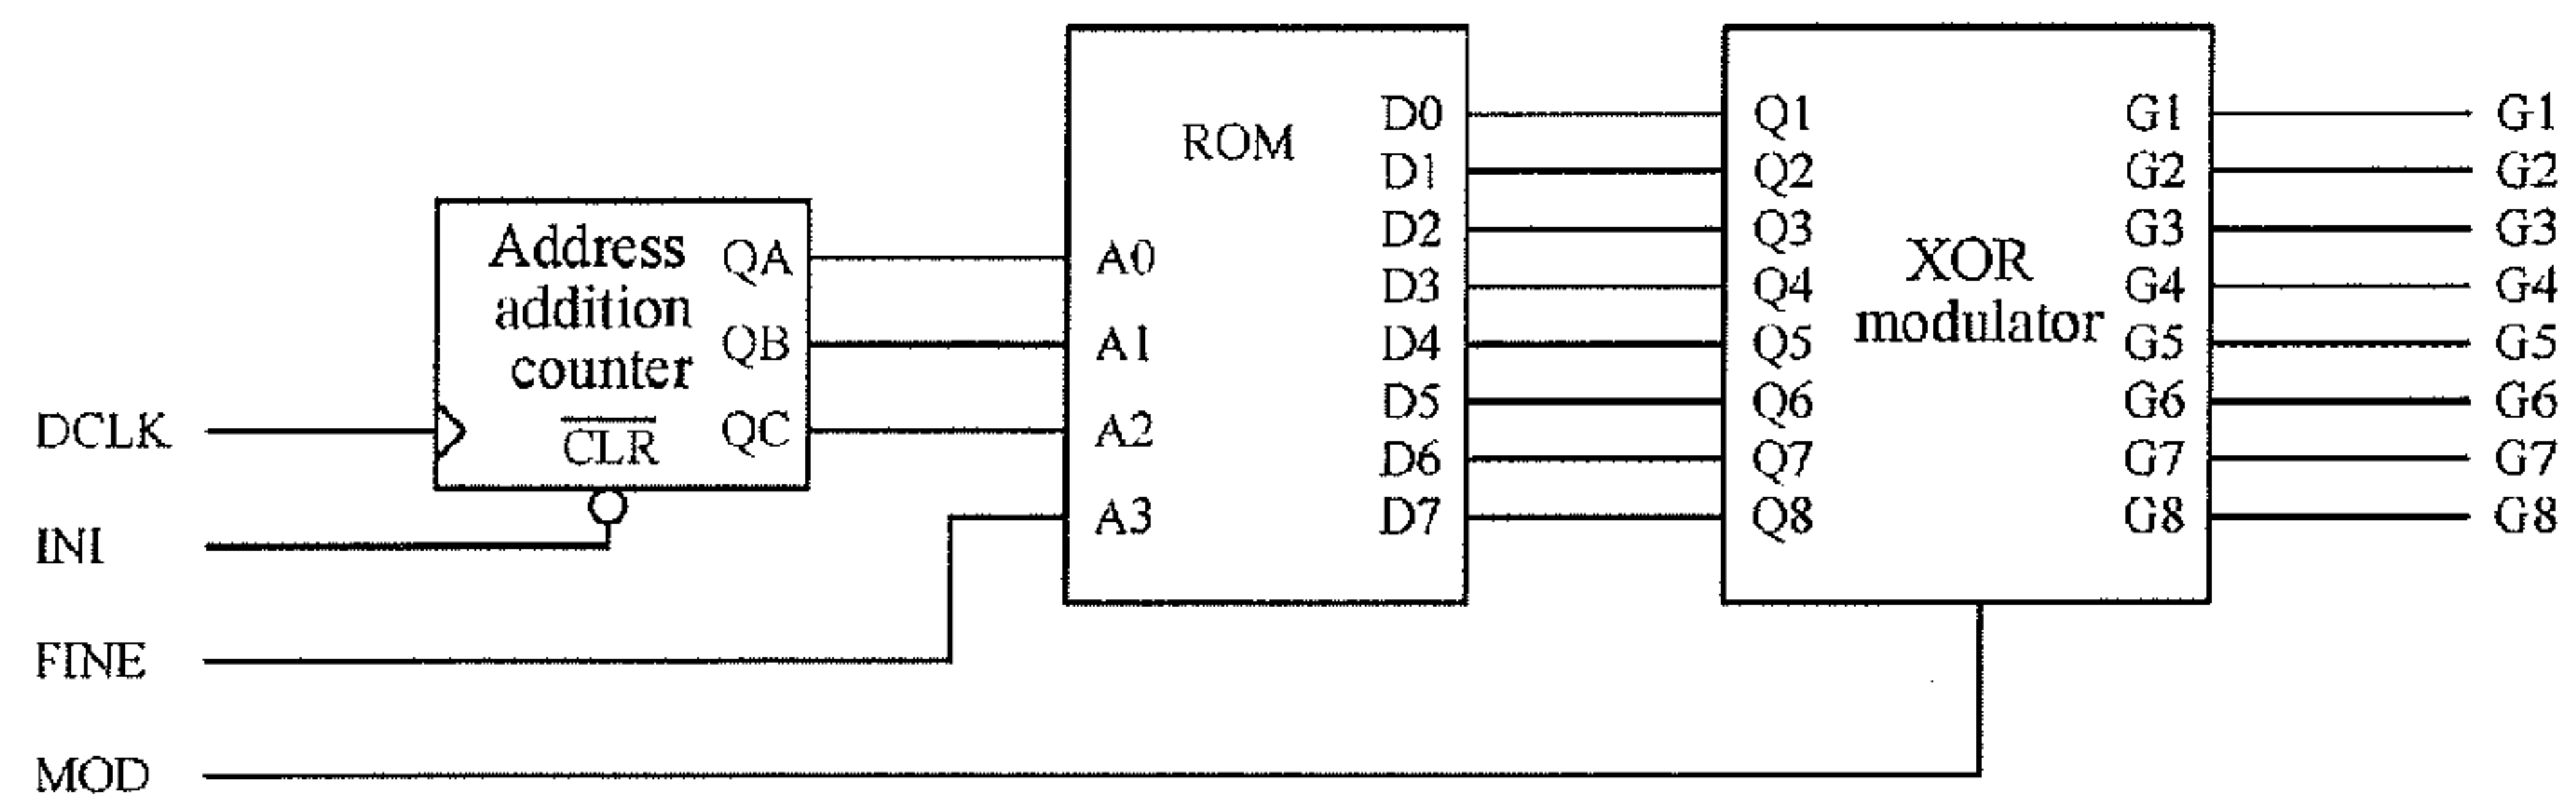 DCLK
INI
FINE
MOD
Address
addition
counter
CLR
QA
QB
QC
ROM
A0
A1
A2
A3
D0
D1
D2
D3
D4
D5
D6
D7
Q1
Q2
Q3
Q4
Q5
Q6
Q7
Q8
XOR
modulator
G1
G2
G3
G4
G5
G6
G7
G8
G1
G2
G3
G4
G5
G6
G7
G8